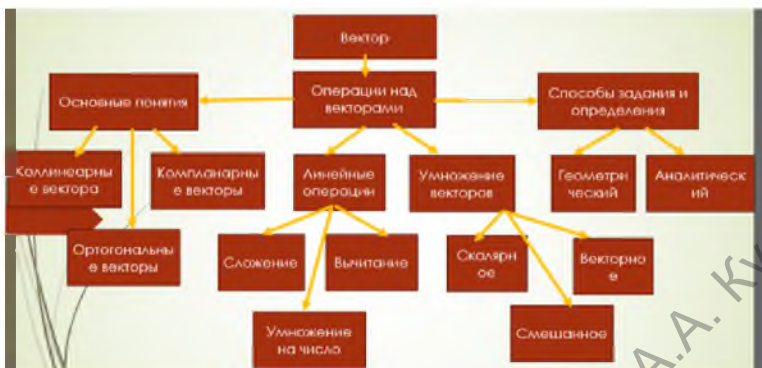 Вектор
Основные понятия
Операции над
векторами
Способы задания и
определения
Коллинеарны
е вектора
Компланарны
е векторы
Линейные
операции
Умножение
векторов
Геометри
ческий
Аналитическ
ий
Ортогональны
е векторы
Сложение
Вычитание
Скалярн
ое
Векторно
е
Умножение
на число
Смешанное
А.А. Ку